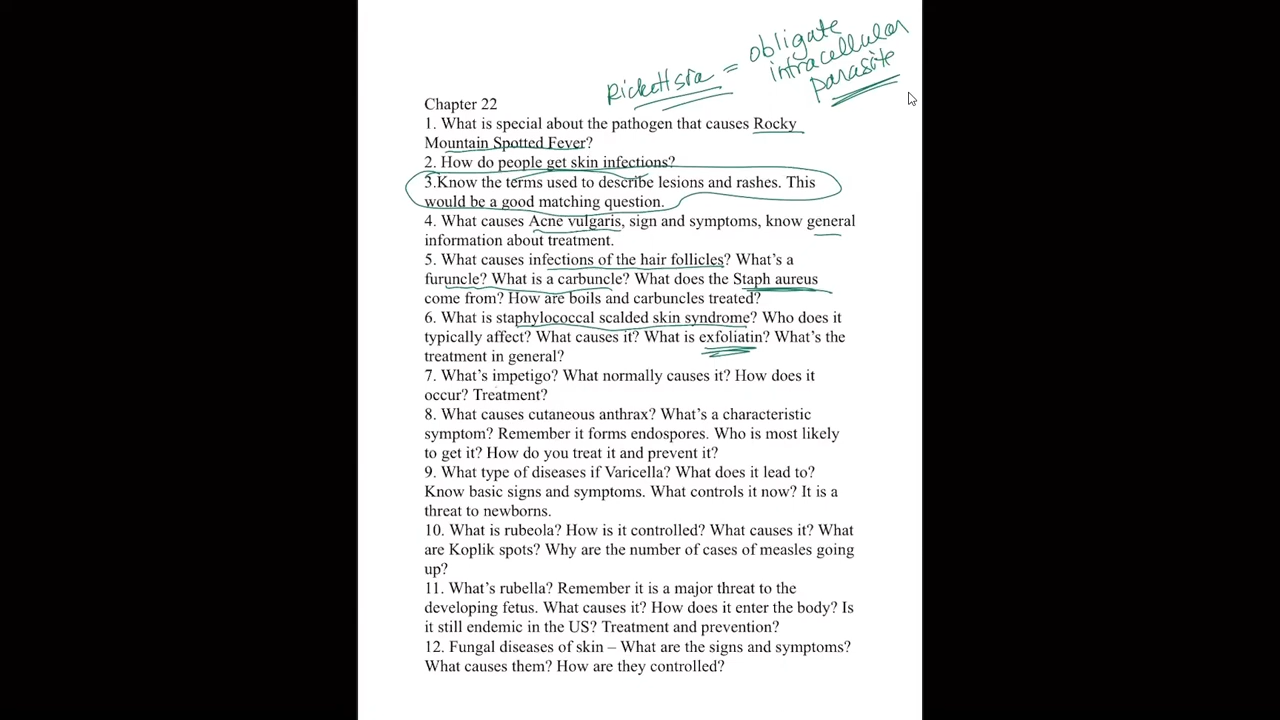 Rickettsia = obligate
intracellular
parasite
Chapter 22
1. What is special about the pathogen that causes Rocky
Mountain Spotted Fever?
2. How do people get skin infections?
3.Know the terms used to describe lesions and rashes. This
would be a good matching question.
4. What causes Acne vulgaris, sign and symptoms, know general
information about treatment.
5. What causes infections of the hair follicles? What's a
furuncle? What is a carbuncle? What does the Staph aureus
come from? How are boils and carbuncles treated?
6. What is staphylococcal scalded skin syndrome? Who does it
typically affect? What causes it? What is exfoliatin? What's the
treatment in general?
7. What's impetigo? What normally causes it? How does it
occur? Treatment?
8. What causes cutaneous anthrax? What's a characteristic
symptom? Remember it forms endospores. Who is most likely
to get it? How do you treat it and prevent it?
9. What type of diseases if Varicella? What does it lead to?
Know basic signs and symptoms. What controls it now? It is a
threat to newborns.
10. What is rubeola? How is it controlled? What causes it? What
are Koplik spots? Why are the number of cases of measles going
up?
11. What's rubella? Remember it is a major threat to the
developing fetus. What causes it? How does it enter the body? Is
it still endemic in the US? Treatment and prevention?
12. Fungal diseases of skin – What are the signs and symptoms?
What causes them? How are they controlled?